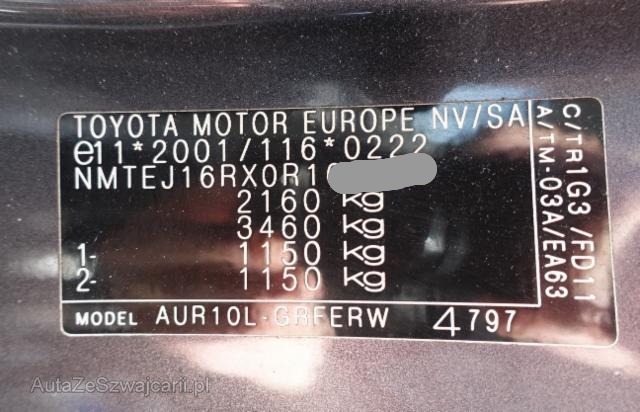 TOYOTA MOTOR EUROPE NV/SA
e11*2001/116*0222
NMTEJ16RX0R1
2160 kg
3460 kg
1- 1150 kg
2- 1150 kg
MODEL AUR10L-GRFERW 4797
C/TR1G3 /FD11
A/TM-03A/EA63
AutaZeSzwajcarii.pl